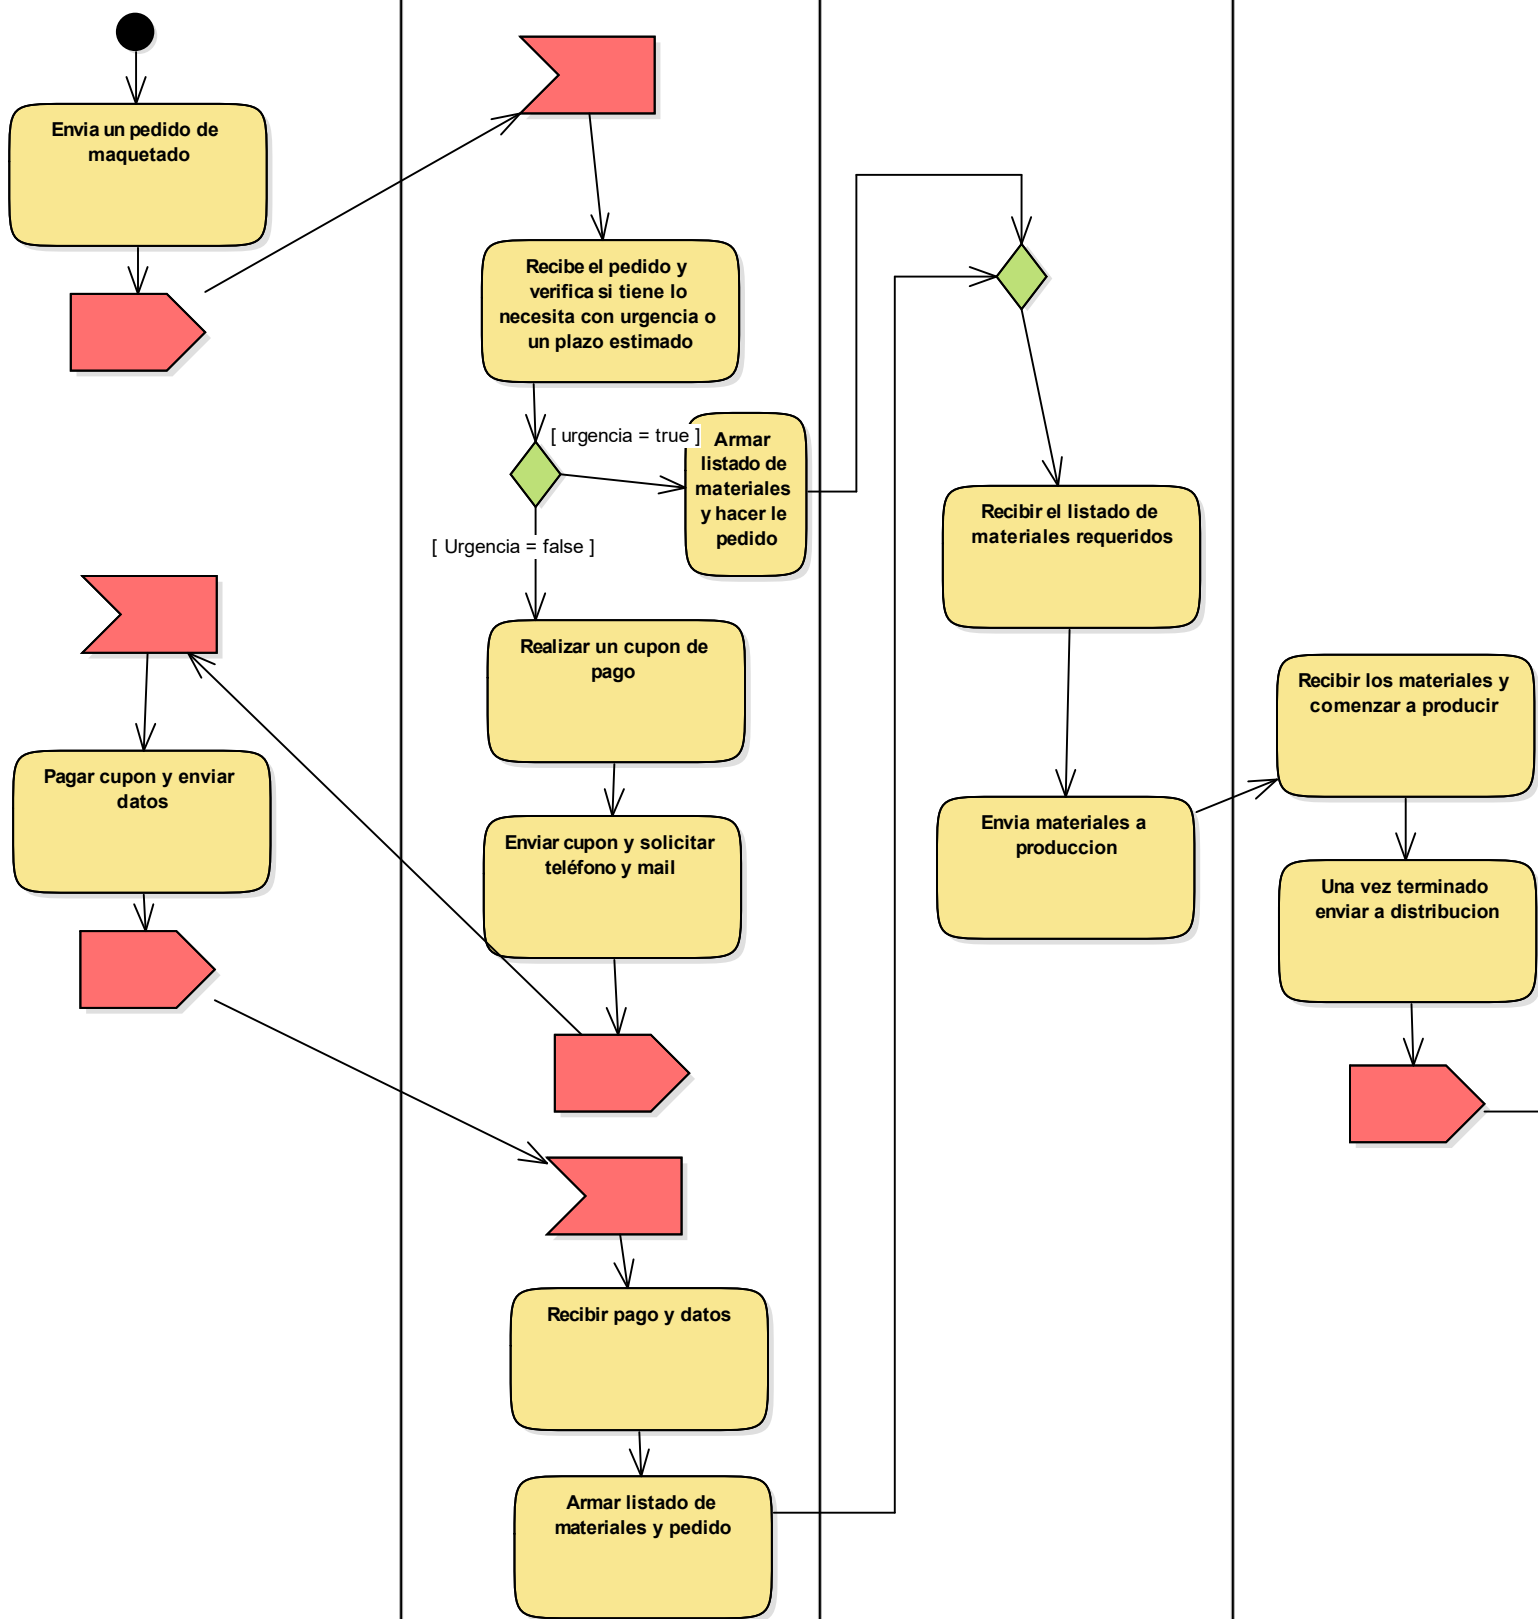 Envia un pedido de
maquetado
Recibe el pedido y
verifica si tiene lo
necesita con urgencia o
un plazo estimado
[ urgencia = true ]
Armar
listado de
materiales
y hacer le
pedido
[ Urgencia = false ]
Recibir el listado de
materiales requeridos
Realizar un cupon de
pago
Recibir los materiales y
comenzar a producir
Pagar cupon y enviar
datos
Enviar cupon y solicitar
teléfono y mail
Envia materiales a
produccion
Una vez terminado
enviar a distribucion
Recibir pago y datos
Armar listado de
materiales y pedido